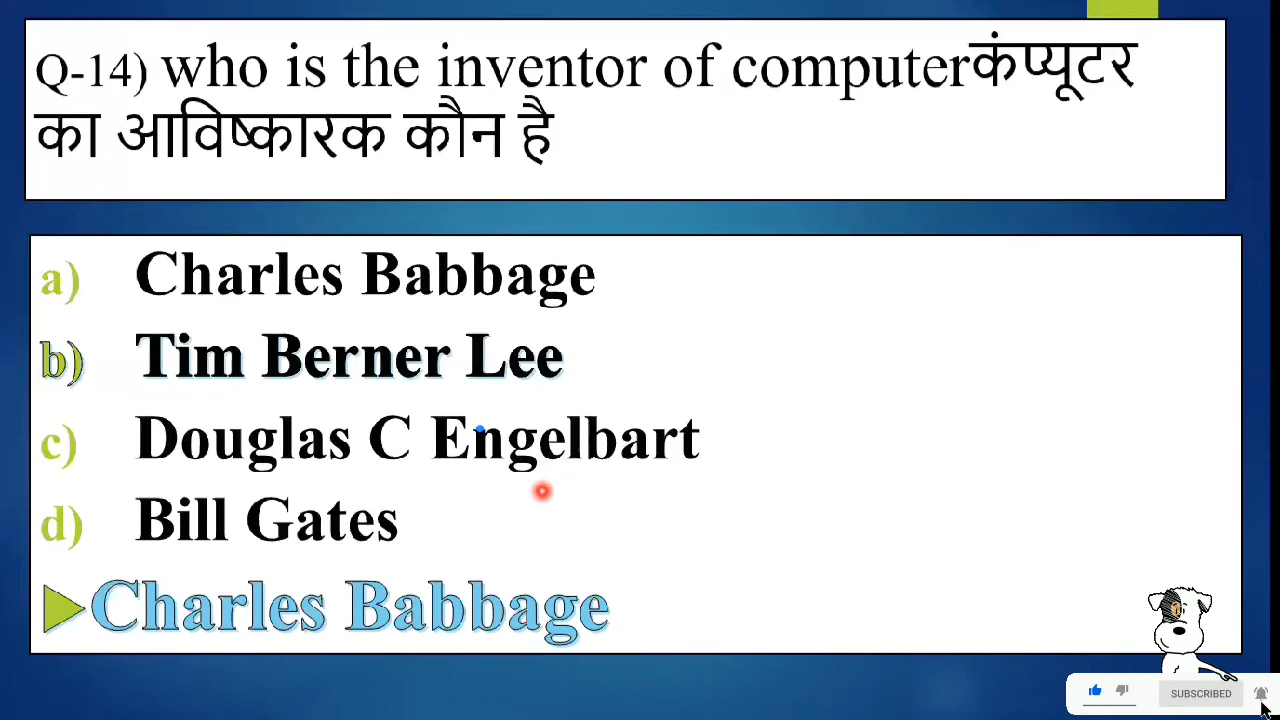 Q-14) who is the inventor of computerकंप्यूटर
का आविष्कारक कौन है
a) Charles Babbage
b) Tim Berner Lee
c) Douglas C Engelbart
d) Bill Gates
Charles Babbage
SUBSCRIBED